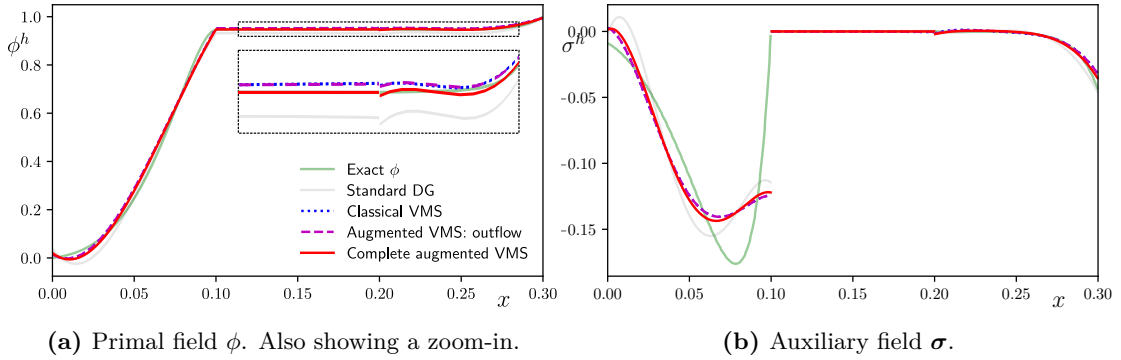 1.0
ϕ^h
0.8
0.6
0.4
0.2
0.0
0.00
0.05
0.10
0.15
0.20
0.25
x
0.30
Exact ϕ
Standard DG
Classical VMS
Augmented VMS: outflow
Complete augmented VMS
0.00
σ^h
−0.05
−0.10
−0.15
0.00
0.05
0.10
0.15
0.20
0.25
x
0.30
(a) Primal field ϕ. Also showing a zoom-in.
(b) Auxiliary field σ.